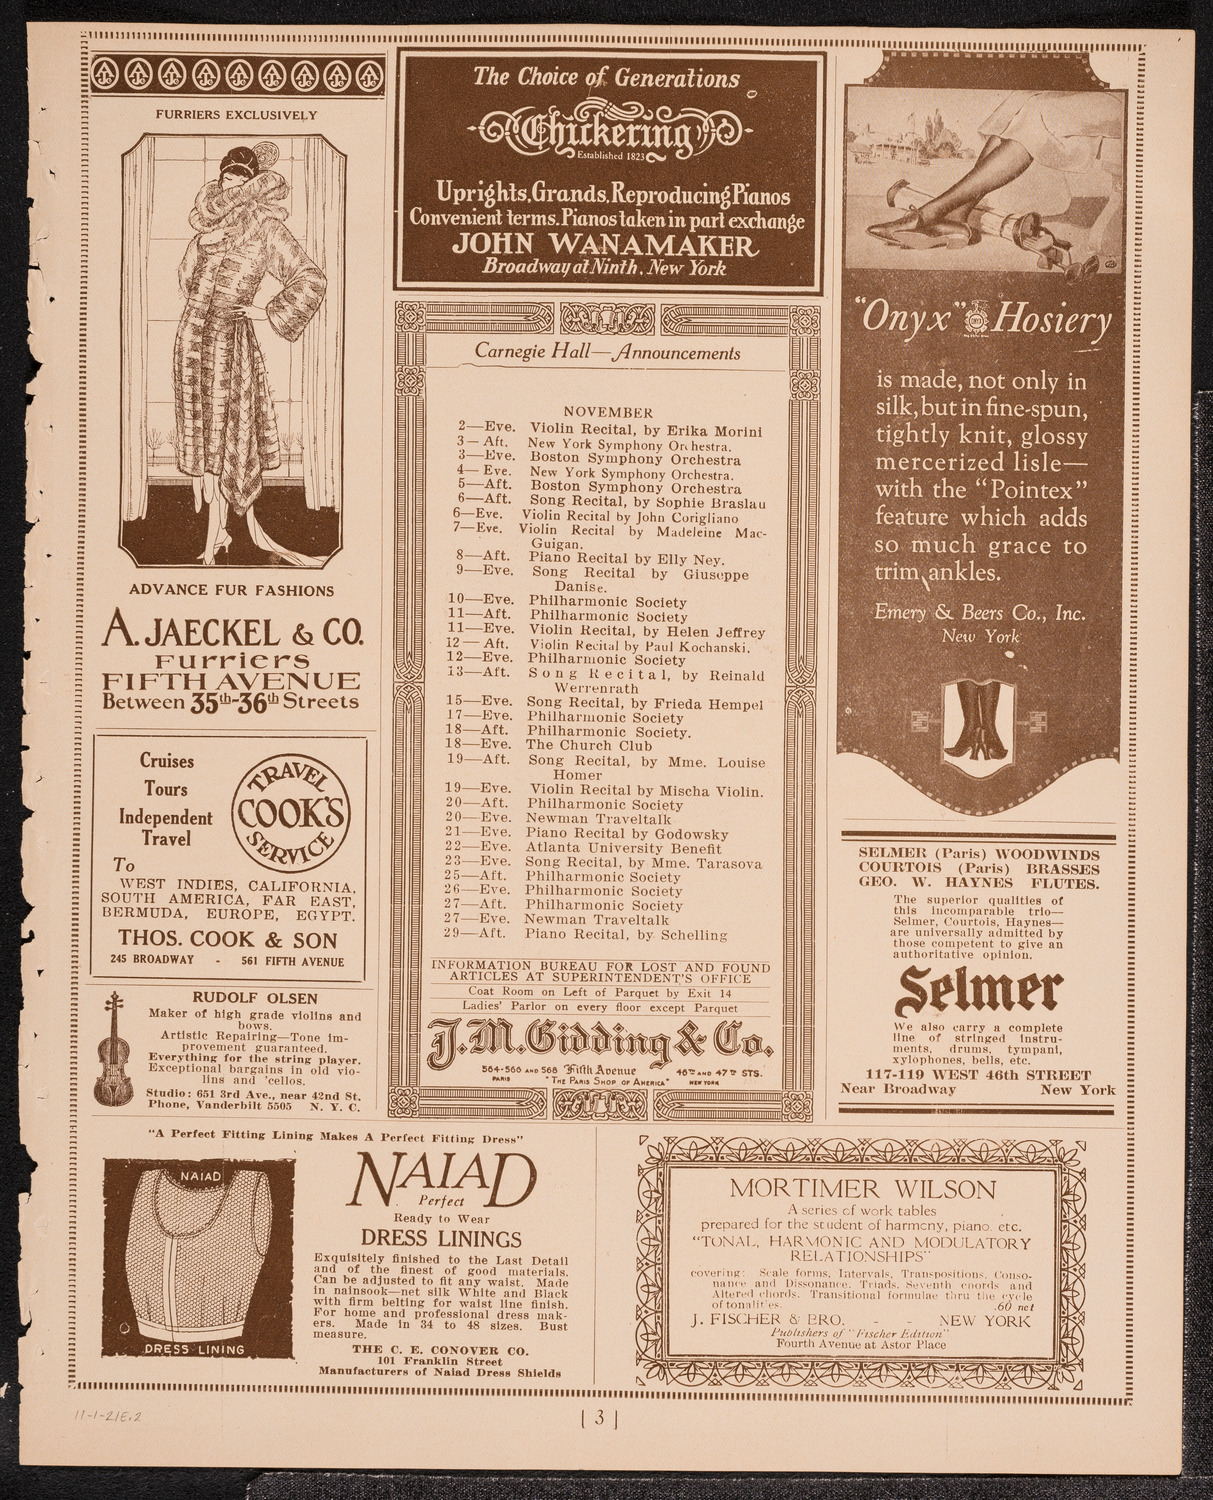 FURRIERS EXCLUSIVELY
ADVANCE FUR FASHIONS
A. JAECKEL & CO.
Furriers
FIFTH AVENUE
Between 35th-36th Streets
Cruises
Tours
Independent
Travel
To
TRAVEL
COOK'S
SERVICE
WEST INDIES, CALIFORNIA,
SOUTH AMERICA, FAR EAST,
BERMUDA, EUROPE, EGYPT.
THOS. COOK & SON
245 BROADWAY - 561 FIFTH AVENUE
RUDOLF OLSEN
Maker of high grade violins and
bows.
Artistic Repairing—Tone im-
provement guaranteed.
Everything for the string player.
Exceptional bargains in old vio-
lins and 'cellos.
Studio: 651 3rd Ave., near 42nd St.
Phone, Vanderbilt 5505 N. Y. C.
The Choice of Generations
Chickering
Established 1823
Uprights, Grands, Reproducing Pianos
Convenient terms. Pianos taken in part exchange
JOHN WANAMAKER
Broadway at Ninth, New York
Carnegie Hall—Announcements
NOVEMBER
2—Eve. Violin Recital, by Erika Morini
3—Aft. New York Symphony Orchestra.
3—Eve. Boston Symphony Orchestra
4—Eve. New York Symphony Orchestra.
5—Aft. Boston Symphony Orchestra
6—Aft. Song Recital, by Sophie Braslau
6—Eve. Violin Recital by John Corigliano
7—Eve. Violin Recital by Madeleine Mac-
Guigan.
8—Aft. Piano Recital by Elly Ney.
9—Eve. Song Recital by Giuseppe
Danise.
10—Eve. Philharmonic Society
11—Aft. Philharmonic Society
11—Eve. Violin Recital, by Helen Jeffrey
12—Aft. Violin Recital by Paul Kochanski.
12—Eve. Philharmonic Society
13—Aft. Song Recital, by Reinald
Werrenrath
15—Eve. Song Recital, by Frieda Hempel
17—Eve. Philharmonic Society
18—Aft. Philharmonic Society.
18—Eve. The Church Club
19—Aft. Song Recital, by Mme. Louise
Homer
19—Eve. Violin Recital by Mischa Violin.
20—Aft. Philharmonic Society
20—Eve. Newman Traveltalk
21—Eve. Piano Recital by Godowsky
22—Eve. Atlanta University Benefit
23—Eve. Song Recital, by Mme. Tarasova
25—Aft. Philharmonic Society
26—Eve. Philharmonic Society
27—Aft. Philharmonic Society
27—Eve. Newman Traveltalk
29—Aft. Piano Recital, by Schelling
INFORMATION BUREAU FOR LOST AND FOUND
ARTICLES AT SUPERINTENDENT'S OFFICE
Coat Room on Left of Parquet by Exit 14
Ladies' Parlor on every floor except Parquet
J. M. Gidding & Co.
564-566 AND 568 Fifth Avenue 46TH AND 47TH STS.
PARIS "THE PARIS SHOP OF AMERICA" NEW YORK
"Onyx" Hosiery
is made, not only in
silk, but in fine-spun,
tightly knit, glossy
mercerized lisle—
with the "Pointex"
feature which adds
so much grace to
trim ankles.
Emery & Beers Co., Inc.
New York
SELMER (Paris) WOODWINDS
COURTOIS (Paris) BRASSES
GEO. W. HAYNES FLUTES.
The superior qualities of
this incomparable trio—
Selmer, Courtois, Haynes—
are universally admitted by
those competent to give an
authoritative opinion.
Selmer
We also carry a complete
line of stringed instru-
ments, drums, tympani,
xylophones, bells, etc.
117-119 WEST 46th STREET
Near Broadway New York
"A Perfect Fitting Lining Makes A Perfect Fitting Dress"
NAIAD
DRESS LINING
NAIAD
Perfect
Ready to Wear
DRESS LININGS
Exquisitely finished to the Last Detail
and of the finest of good materials.
Can be adjusted to fit any waist. Made
in nainsook—net silk White and Black
with firm belting for waist line finish.
For home and professional dress mak-
ers. Made in 34 to 48 sizes. Bust
measure.
THE C. E. CONOVER CO.
101 Franklin Street
Manufacturers of Naiad Dress Shields
MORTIMER WILSON
A series of work tables
prepared for the student of harmony, piano, etc.
"TONAL, HARMONIC AND MODULATORY
RELATIONSHIPS"
covering: Scale forms, Intervals, Transpositions, Conso-
nance and Dissonance, Triads, Seventh chords and
Altered chords. Transitional formulae thru the cycle
of tonalities. .60 net
J. FISCHER & BRO. - - NEW YORK
Publishers of "Fischer Edition"
Fourth Avenue at Astor Place
11-1-21E.2
[ 3 ]